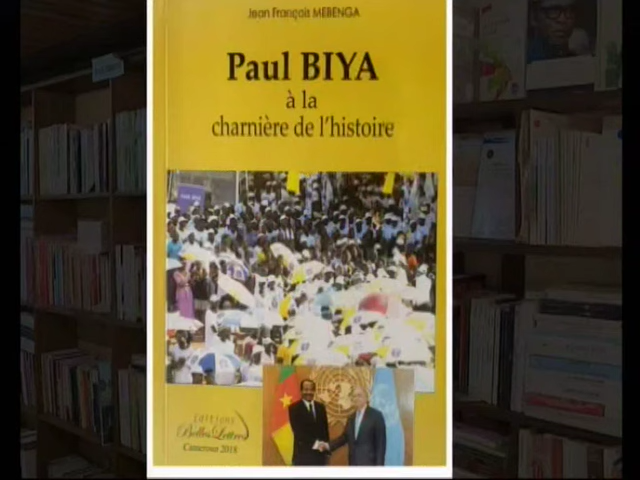 Jean François MEBENGA
Paul BIYA
à la
charnière de l'histoire
Editions
Belles Lettres
Cameroun 2018